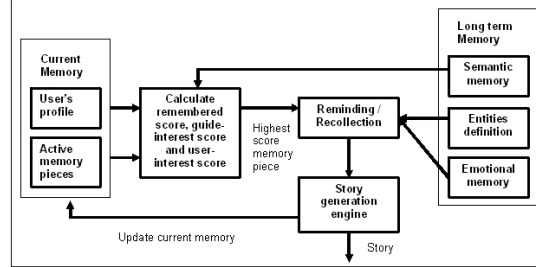 Current
Memory
User's
profile
Active
memory
pieces
Calculate
remembered
score, guide-
interest score
and user-
interest score
Highest
score
memory
piece
Reminding /
Recollection
Story
generation
engine
Long term
Memory
Semantic
memory
Entities
definition
Emotional
memory
Update current memory
Story